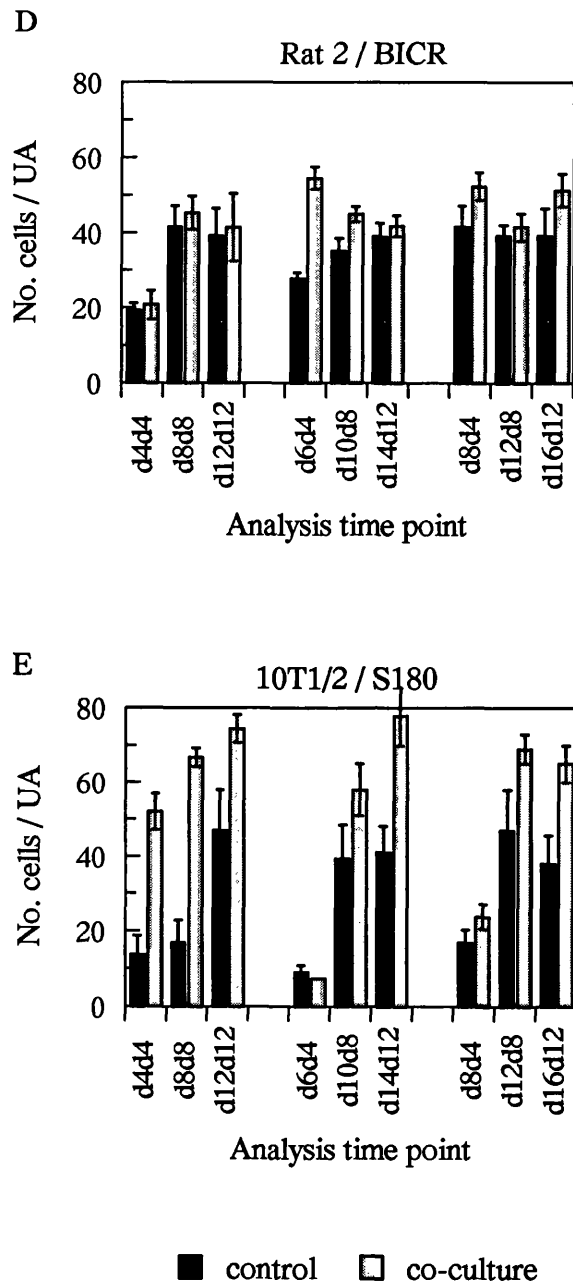 D
Rat 2 / BICR
80
60
40
20
0
No. cells / UA
d4d4
d8d8
d12d12
d6d4
d10d8
d14d12
d8d4
d12d8
d16d12
Analysis time point
E
10T1/2 / S180
80
60
40
20
0
No. cells / UA
d4d4
d8d8
d12d12
d6d4
d10d8
d14d12
d8d4
d12d8
d16d12
Analysis time point
control
co-culture